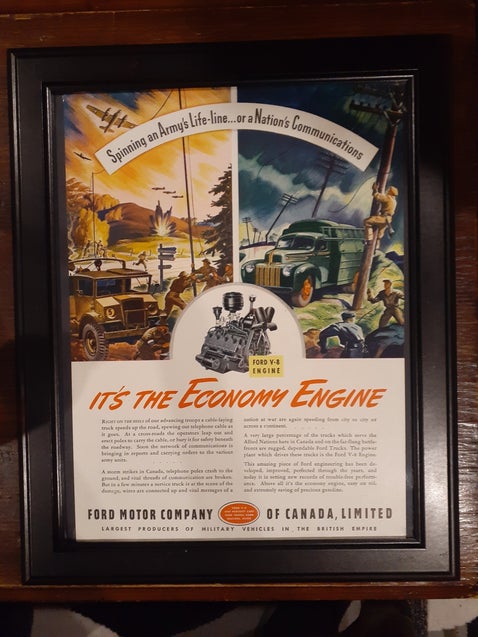 Spinning an Army's Life-line...or a Nation's Communications
FORD V-8
ENGINE
IT'S THE ECONOMY ENGINE
RIGHT ON THE HEELS of our advancing troops a cable-laying
truck speeds up the road, spewing out telephone cable as
it goes. At a cross-roads the operators leap out and
erect poles to carry the cable, or bury it for safety beneath
the roadway. Soon the network of communications is
bringing in reports and carrying orders to the various
army units.
A storm strikes in Canada, telephone poles crash to the
ground, and vital threads of communication are broken.
But in a few minutes a service truck is at the scene of the
damage, wires are connected up and vital messages of a
nation at war are again speeding from city to city
across a continent.
A very large percentage of the trucks which serve the
Allied Nations here in Canada and on the far-flung battle-
fronts are rugged, dependable Ford Trucks. The power
plant which drives these trucks is the Ford V-8 Engine.
This amazing piece of Ford engineering has been de-
veloped, improved, perfected through the years, and
today it is setting new records of trouble-free perform-
ance. Above all it's the economy engine, easy on oil,
and extremely saving of precious gasoline.
FORD MOTOR COMPANY OF CANADA, LIMITED
LARGEST PRODUCERS OF MILITARY VEHICLES IN THE BRITISH EMPIRE